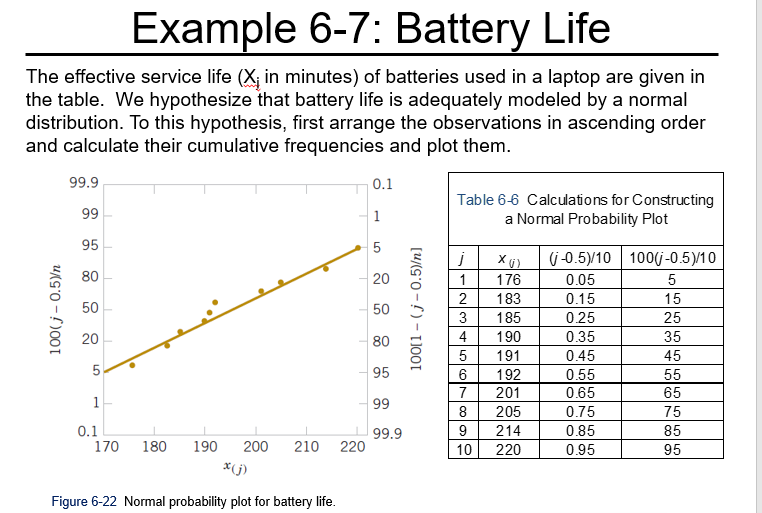 Example 6-7: Battery Life
The effective service life (Xj in minutes) of batteries used in a laptop are given in
the table.  We hypothesize that battery life is adequately modeled by a normal
distribution. To this hypothesis, first arrange the observations in ascending order
and calculate their cumulative frequencies and plot them.
99.9
99
95
80
50
20
5
1
0.1
100(j – 0.5)/n
0.1
1
5
20
50
80
95
99
99.9
100[1 – (j – 0.5)/n]
170 180 190 200 210 220
x(j)
Figure 6-22  Normal probability plot for battery life.
Table 6-6  Calculations for Constructing
a Normal Probability Plot
j x (j) (j -0.5)/10 100(j -0.5)/10
1 176 0.05 5
2 183 0.15 15
3 185 0.25 25
4 190 0.35 35
5 191 0.45 45
6 192 0.55 55
7 201 0.65 65
8 205 0.75 75
9 214 0.85 85
10 220 0.95 95